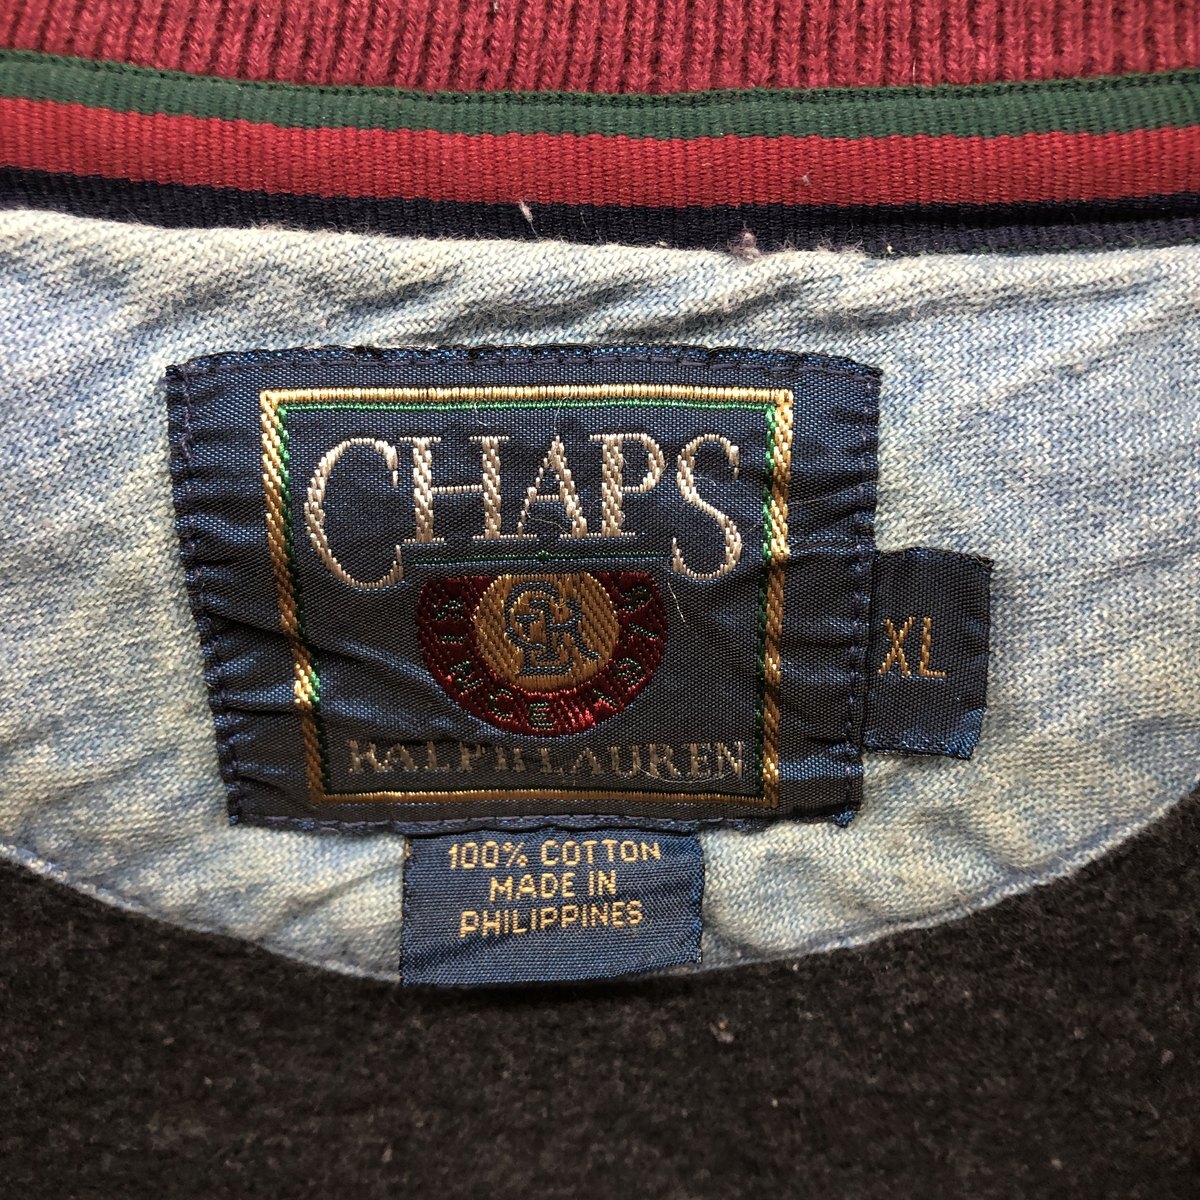 CHAPS
SINCE 1978
RALPH LAUREN
XL
100% COTTON
MADE IN
PHILIPPINES